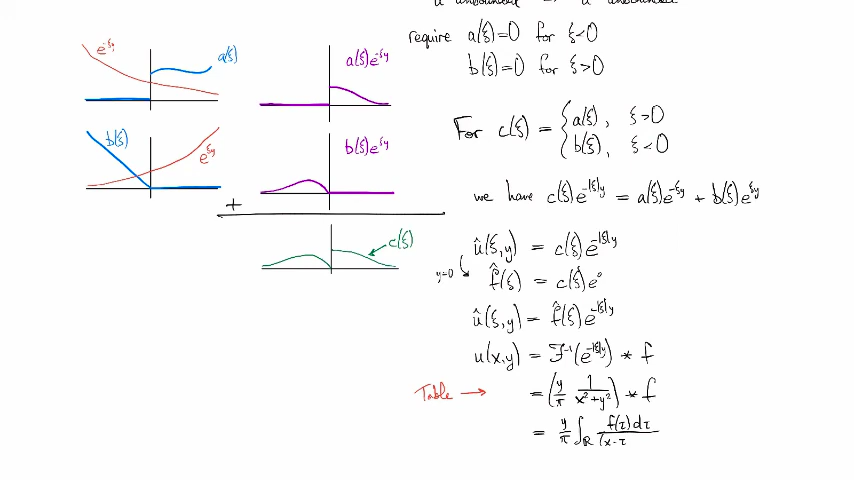 require a(ξ)=0 for ξ<0
b(ξ)=0 for ξ>0
For c(ξ) = { a(ξ), ξ>0
b(ξ), ξ<0
we have c(ξ)e^{-|ξ|y} = a(ξ)e^{-ξy} + b(ξ)e^{ξy}
û(ξ,y) = c(ξ)e^{-|ξ|y}
y=0 f̂(ξ) = c(ξ)e^0
û(ξ,y) = f̂(ξ)e^{-|ξ|y}
u(x,y) = ℱ^{-1}(e^{-|ξ|y}) * f
Table → = (y/π 1/(x²+y²)) * f
= y/π ∫_ℝ f(τ)dτ/(x-τ
e^{-ξy}
a(ξ)
a(ξ)e^{-ξy}
b(ξ)
e^{ξy}
b(ξ)e^{ξy}
+
c(ξ)